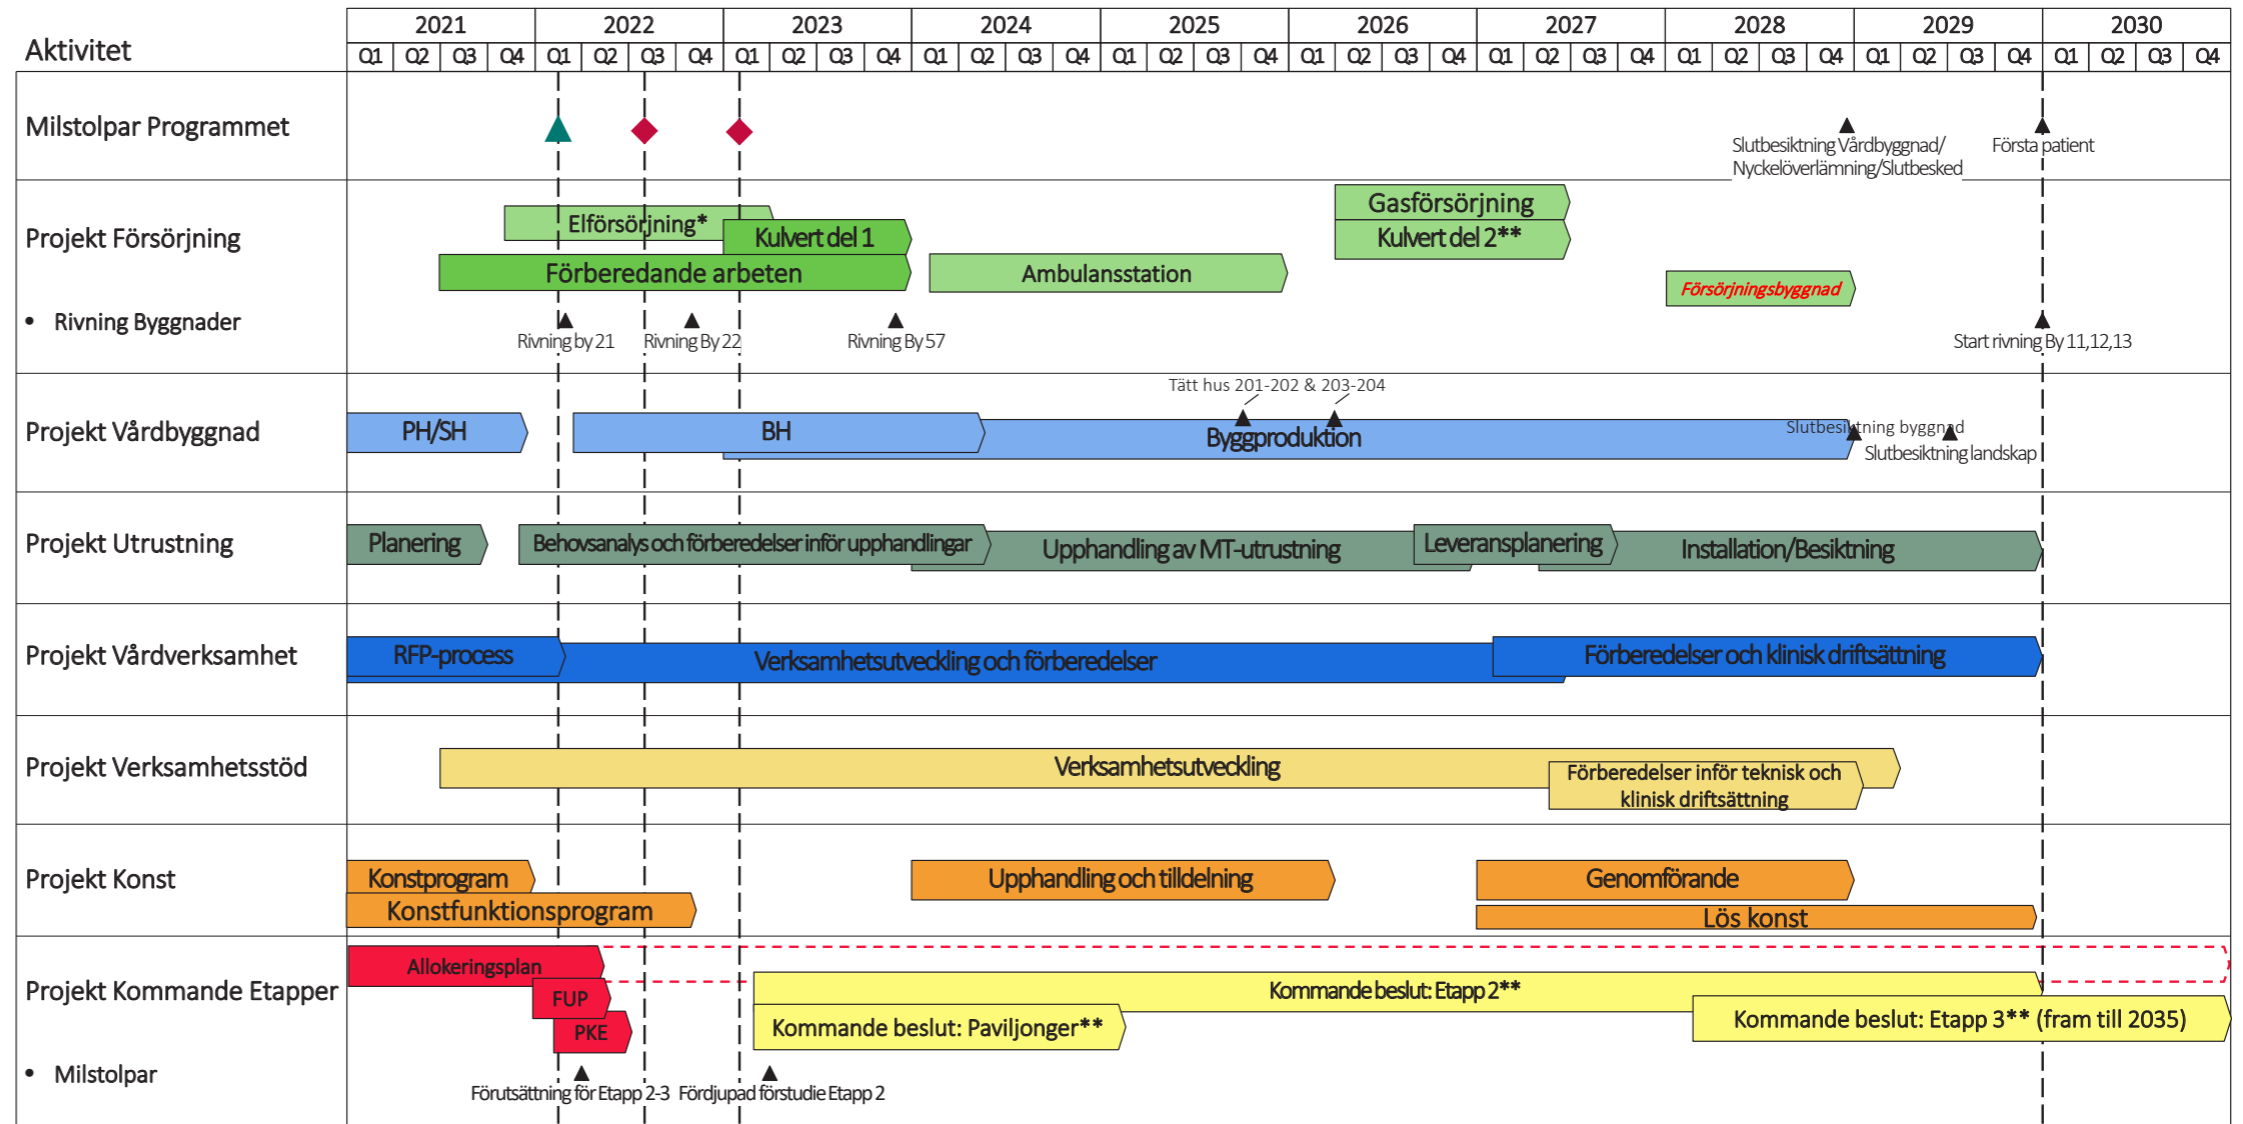 Aktivitet
2021 2022 2023 2024 2025 2026 2027 2028 2029 2030
Q1 Q2 Q3 Q4 Q1 Q2 Q3 Q4 Q1 Q2 Q3 Q4 Q1 Q2 Q3 Q4 Q1 Q2 Q3 Q4 Q1 Q2 Q3 Q4 Q1 Q2 Q3 Q4 Q1 Q2 Q3 Q4 Q1 Q2 Q3 Q4 Q1 Q2 Q3 Q4
Milstolpar Programmet
Slutbesiktning Vårdbyggnad/
Nyckelöverlämning/Slutbesked
Första patient
Projekt Försörjning
Elförsörjning*
Kulvert del 1
Förberedande arbeten
Ambulansstation
Gasförsörjning
Kulvert del 2**
Försörjningsbyggnad
• Rivning Byggnader
Rivning by 21
Rivning By 22
Rivning By 57
Start rivning By 11,12,13
Projekt Vårdbyggnad
PH/SH
BH
Tätt hus 201-202 & 203-204
Byggproduktion
Slutbesiktning byggnad
Slutbesiktning landskap
Projekt Utrustning
Planering
Behovsanalys och förberedelser inför upphandlingar
Upphandling av MT-utrustning
Leveransplanering
Installation/Besiktning
Projekt Vårdverksamhet
RFP-process
Verksamhetsutveckling och förberedelser
Förberedelser och klinisk driftsättning
Projekt Verksamhetsstöd
Verksamhetsutveckling
Förberedelser inför teknisk och
klinisk driftsättning
Projekt Konst
Konstprogram
Konstfunktionsprogram
Upphandling och tilldelning
Genomförande
Lös konst
Projekt Kommande Etapper
Allokeringsplan
FUP
PKE
Kommande beslut: Etapp 2**
Kommande beslut: Paviljonger**
Kommande beslut: Etapp 3** (fram till 2035)
• Milstolpar
Förutsättning för Etapp 2-3
Fördjupad förstudie Etapp 2